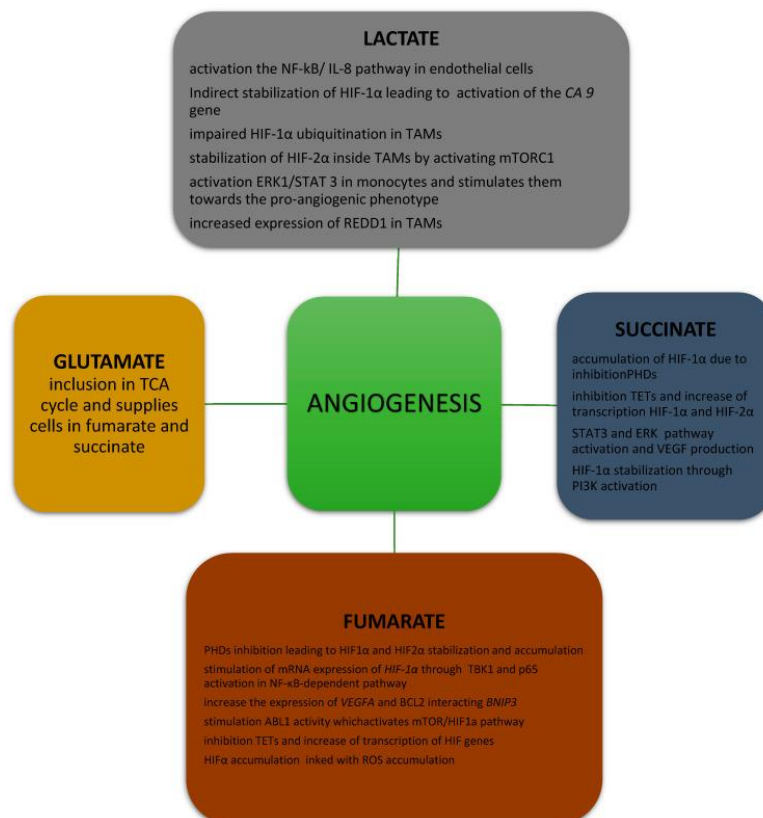 LACTATE
activation the NF-kB/ IL-8 pathway in endothelial cells
Indirect stabilization of HIF-1α leading to activation of the CA 9
gene
impaired HIF-1α ubiquitination in TAMs
stabilization of HIF-2α inside TAMs by activating mTORC1
activation ERK1/STAT 3 in monocytes and stimulates them
towards the pro-angiogenic phenotype
increased expression of REDD1 in TAMs
GLUTAMATE
inclusion in TCA
cycle and supplies
cells in fumarate and
succinate
ANGIOGENESIS
SUCCINATE
accumulation of HIF-1α due to
inhibitionPHDs
inhibition TETs and increase of
transcription HIF-1α and HIF-2α
STAT3 and ERK pathway
activation and VEGF production
HIF-1α stabilization through
PI3K activation
FUMARATE
PHDs inhibition leading to HIF1α and HIF2α stabilization and accumulation
stimulation of mRNA expression of HIF-1α through TBK1 and p65
activation in NF-κB-dependent pathway
increase the expression of VEGFA and BCL2 interacting BNIP3
stimulation ABL1 activity whichactivates mTOR/HIF1a pathway
inhibition TETs and increase of transcription of HIF genes
HIFα accumulation inked with ROS accumulation